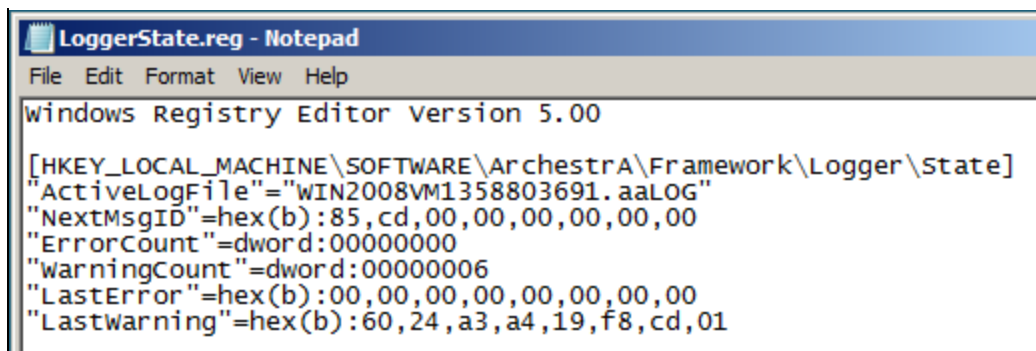 LoggerState.reg - Notepad
File Edit Format View Help
Windows Registry Editor Version 5.00
[HKEY_LOCAL_MACHINE\SOFTWARE\ArchestrA\Framework\Logger\State]
"ActiveLogFile"="WIN2008VM1358803691.aaLOG"
"NextMsgID"=hex(b):85,cd,00,00,00,00,00,00
"ErrorCount"=dword:00000000
"WarningCount"=dword:00000006
"LastError"=hex(b):00,00,00,00,00,00,00,00
"LastWarning"=hex(b):60,24,a3,a4,19,f8,cd,01